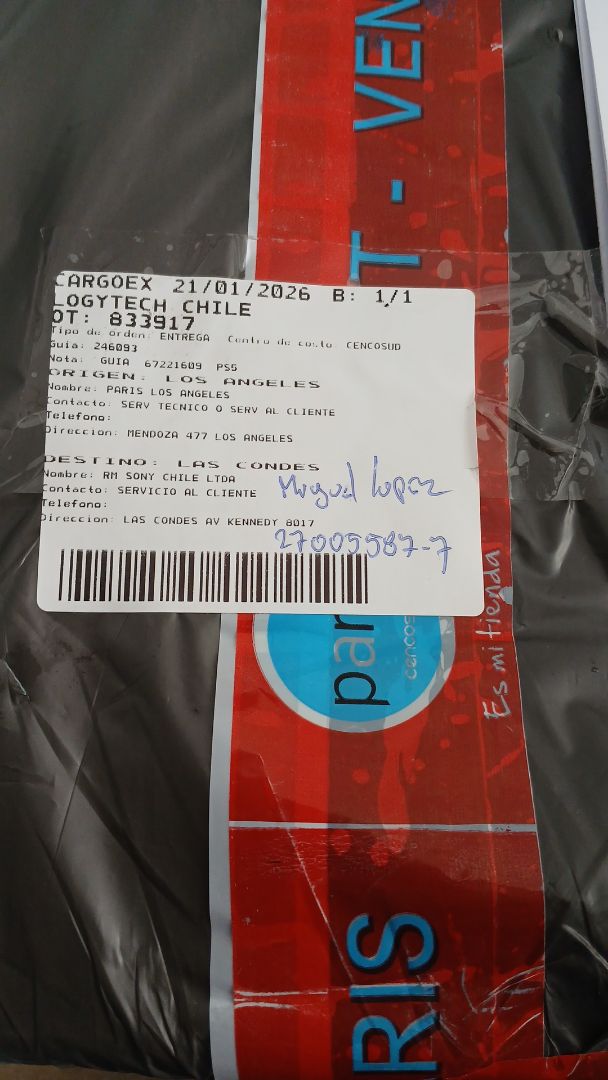 CARGOEX 21/01/2026 B: 1/1
LOGYTECH CHILE
OT: 833917
Tipo de orden: ENTREGA Centro de costo CENCOSUD
Guia: 246093
Nota: GUIA 67221609 PS5
ORIGEN: LOS ANGELES
Nombre: PARIS LOS ANGELES
Contacto: SERV TECNICO O SERV AL CLIENTE
Telefono:
Direccion: MENDOZA 477 LOS ANGELES
DESTINO: LAS CONDES
Nombre: RM SONY CHILE LTDA
Contacto: SERVICIO AL CLIENTE
Telefono:
Direccion: LAS CONDES AV KENNEDY 8017
Miguel Lopez
27005587-7
T - VEN
par
cencos
Es mi tienda
RIS